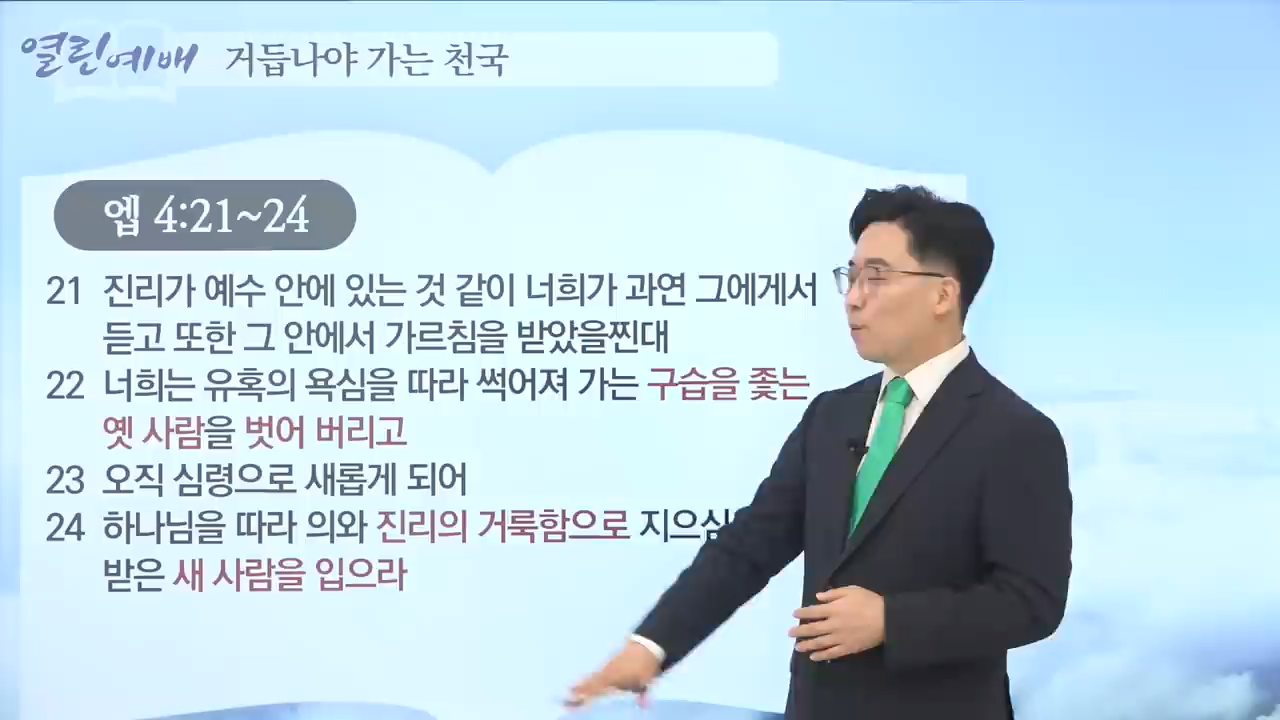 열린예배 거듭나야 가는 천국
엡 4:21~24
21 진리가 예수 안에 있는 것 같이 너희가 과연 그에게서
듣고 또한 그 안에서 가르침을 받았을찐대
22 너희는 유혹의 욕심을 따라 썩어져 가는 구습을 좇는
옛 사람을 벗어 버리고
23 오직 심령으로 새롭게 되어
24 하나님을 따라 의와 진리의 거룩함으로
받은 새 사람을 입으라